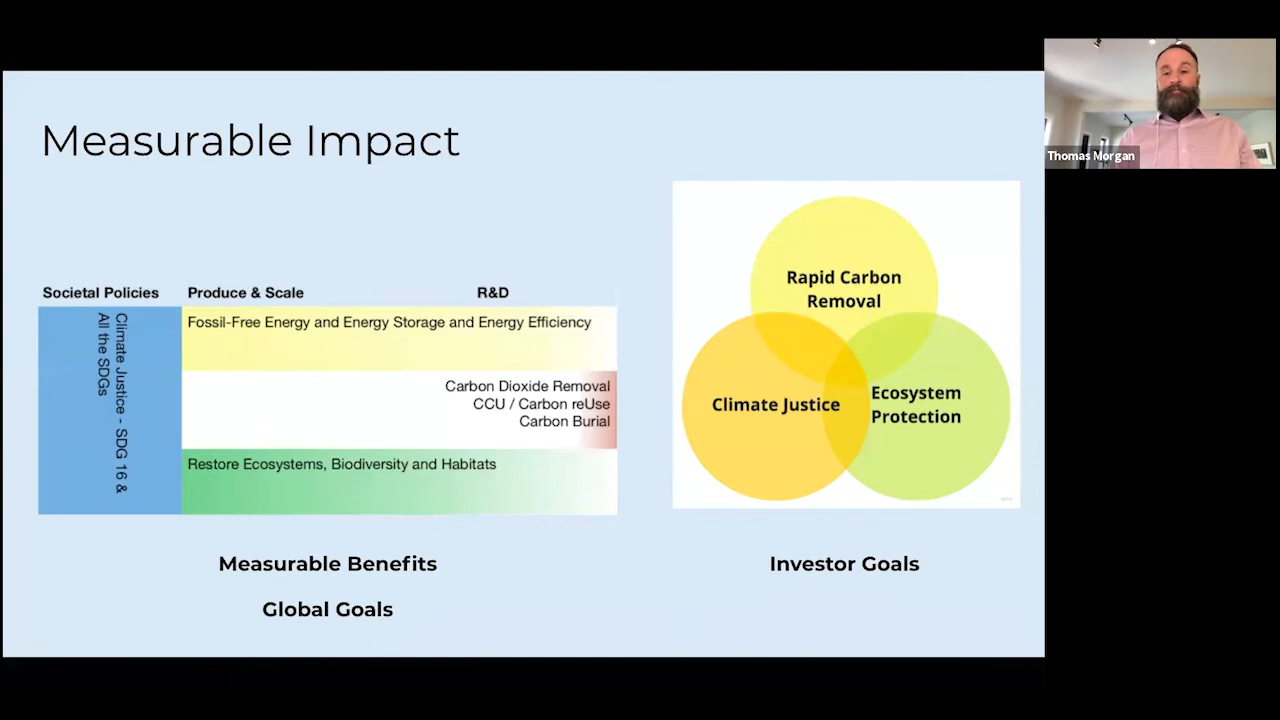 Measurable Impact
Societal Policies
Produce & Scale
R&D
Climate Justice - SDG 16 &
All the SDGs
Fossil-Free Energy and Energy Storage and Energy Efficiency
Carbon Dioxide Removal
CCU / Carbon reUse
Carbon Burial
Restore Ecosystems, Biodiversity and Habitats
Measurable Benefits
Global Goals
Rapid Carbon
Removal
Climate Justice
Ecosystem
Protection
Investor Goals
Thomas Morgan